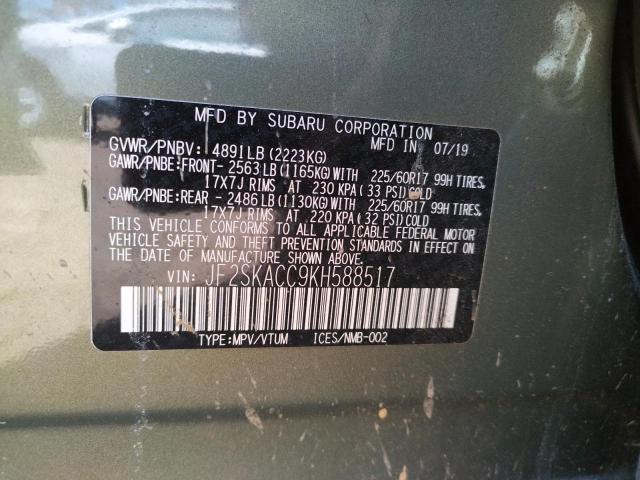 MFD BY SUBARU CORPORATION
GVWR/PNBV: 4891LB(2223KG) MFD IN 07/19
GAWR/PNBE:FRONT- 2563LB(1165KG)WITH 225/60R17 99H TIRES,
17X7J RIMS AT 230 KPA(33 PSI)COLD
GAWR/PNBE:REAR - 2486LB(1130KG)WITH 225/60R17 99H TIRES,
17X7J RIMS AT 220 KPA(32 PSI)COLD
THIS VEHICLE CONFORMS TO ALL APPLICABLE FEDERAL MOTOR
VEHICLE SAFETY AND THEFT PREVENTION STANDARDS IN EFFECT ON
THE DATE OF MANUFACTURE SHOWN ABOVE.
VIN: JF2SKACC9KH588517
TYPE:MPV/VTUM ICES/NMB-002